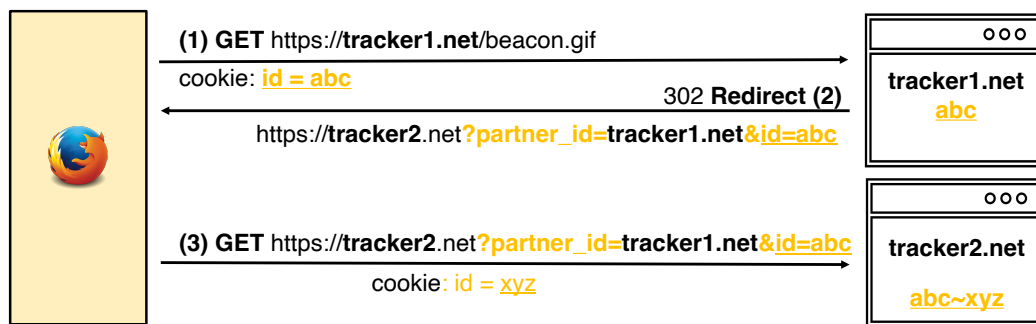 (1) GET https://tracker1.net/beacon.gif
cookie: id = abc
302 Redirect (2)
https://tracker2.net?partner_id=tracker1.net&id=abc
tracker1.net
abc
(3) GET https://tracker2.net?partner_id=tracker1.net&id=abc
cookie: id = xyz
tracker2.net
abc~xyz